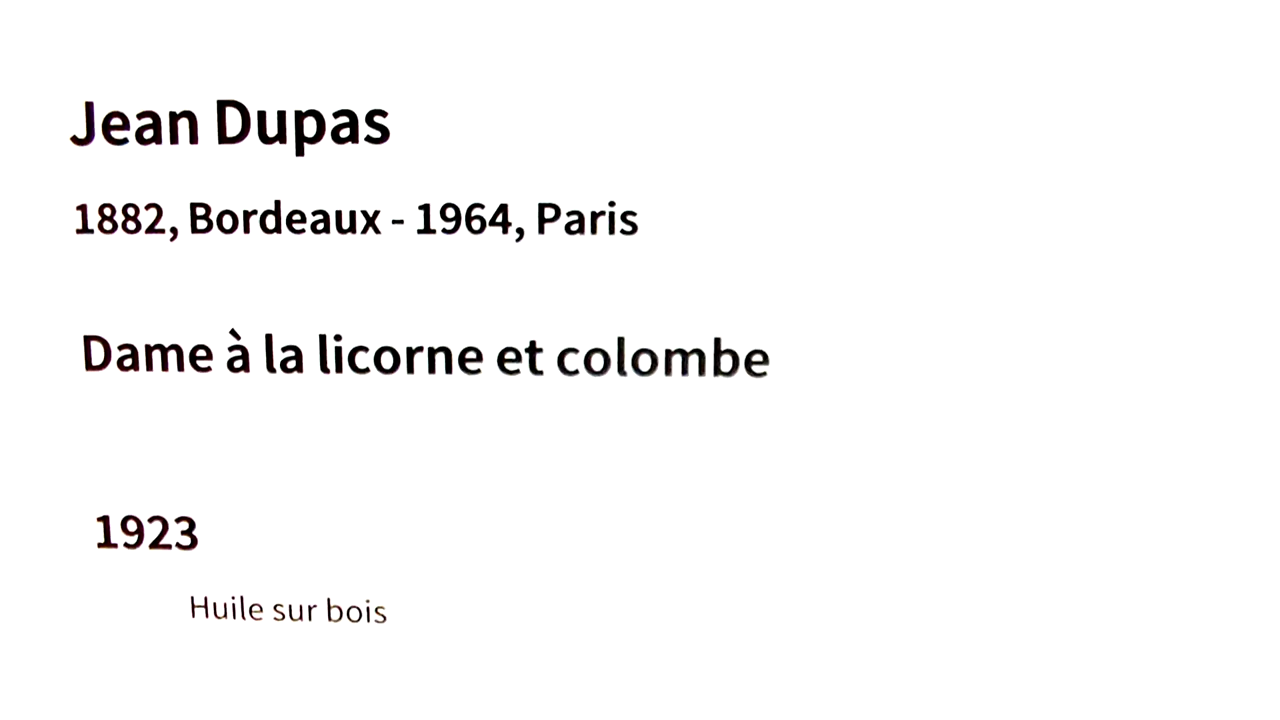 Jean Dupas
1882, Bordeaux - 1964, Paris
Dame à la licorne et colombe
1923
Huile sur bois